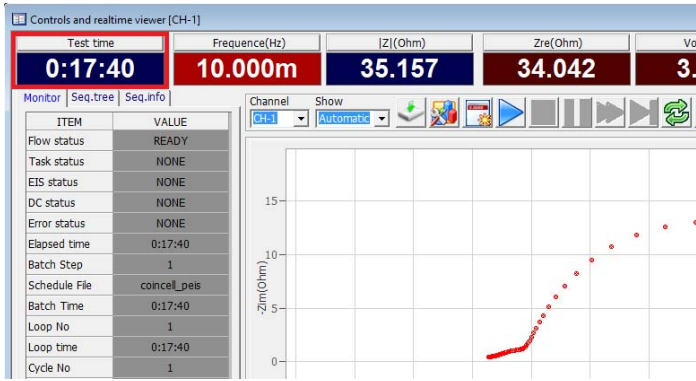 Controls and realtime viewer [CH-1]
Test time Frequence(Hz) |Z|(Ohm) Zre(Ohm) Vo
0:17:40 10.000m 35.157 34.042 3.
Monitor Seq.tree Seq.info
Channel Show
CH-1 Automatic
ITEM VALUE
Flow status READY
Task status NONE
EIS status NONE
DC status NONE
Error status NONE
Elapsed time 0:17:40
Batch Step 1
Schedule File coincell_peis
Batch Time 0:17:40
Loop No 1
Loop time 0:17:40
Cycle No 1
-Zim(Ohm)
15
10
5
0